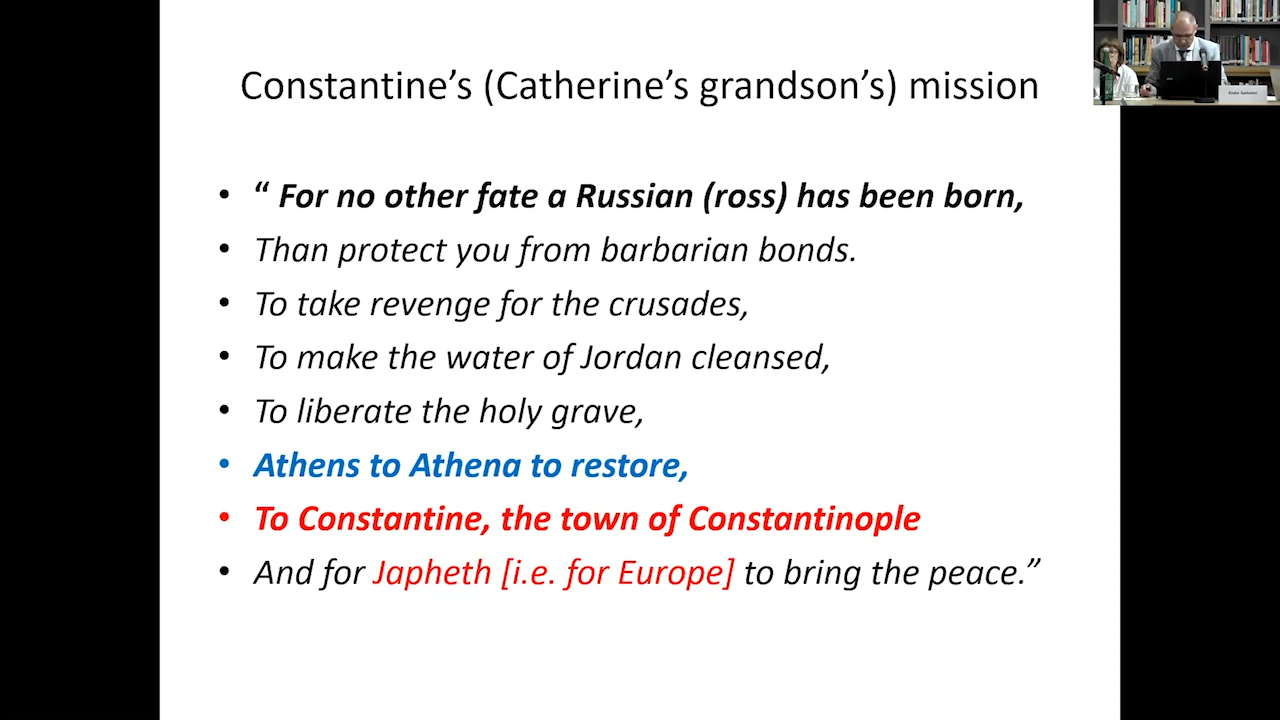 Constantine’s (Catherine’s grandson’s) mission
• “ For no other fate a Russian (ross) has been born,
• Than protect you from barbarian bonds.
• To take revenge for the crusades,
• To make the water of Jordan cleansed,
• To liberate the holy grave,
• Athens to Athena to restore,
• To Constantine, the town of Constantinople
• And for Japheth [i.e. for Europe] to bring the peace.”